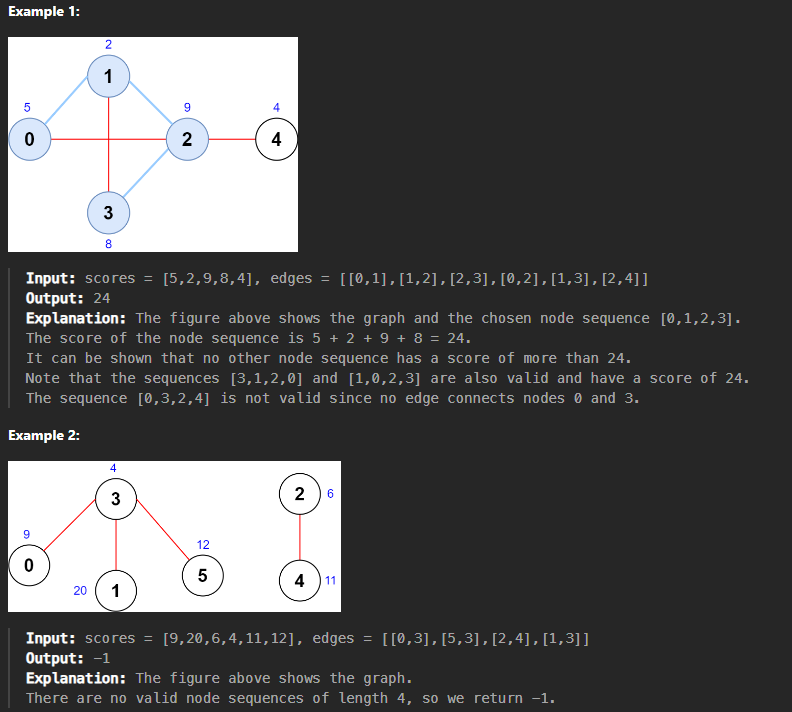 Example 1:
2
1
5
9
4
0
2
4
3
8
Input: scores = [5,2,9,8,4], edges = [[0,1],[1,2],[2,3],[0,2],[1,3],[2,4]]
Output: 24
Explanation: The figure above shows the graph and the chosen node sequence [0,1,2,3].
The score of the node sequence is 5 + 2 + 9 + 8 = 24.
It can be shown that no other node sequence has a score of more than 24.
Note that the sequences [3,1,2,0] and [1,0,2,3] are also valid and have a score of 24.
The sequence [0,3,2,4] is not valid since no edge connects nodes 0 and 3.
Example 2:
4
3
2 6
9
12
0
5
20 1
4 11
Input: scores = [9,20,6,4,11,12], edges = [[0,3],[5,3],[2,4],[1,3]]
Output: -1
Explanation: The figure above shows the graph.
There are no valid node sequences of length 4, so we return -1.